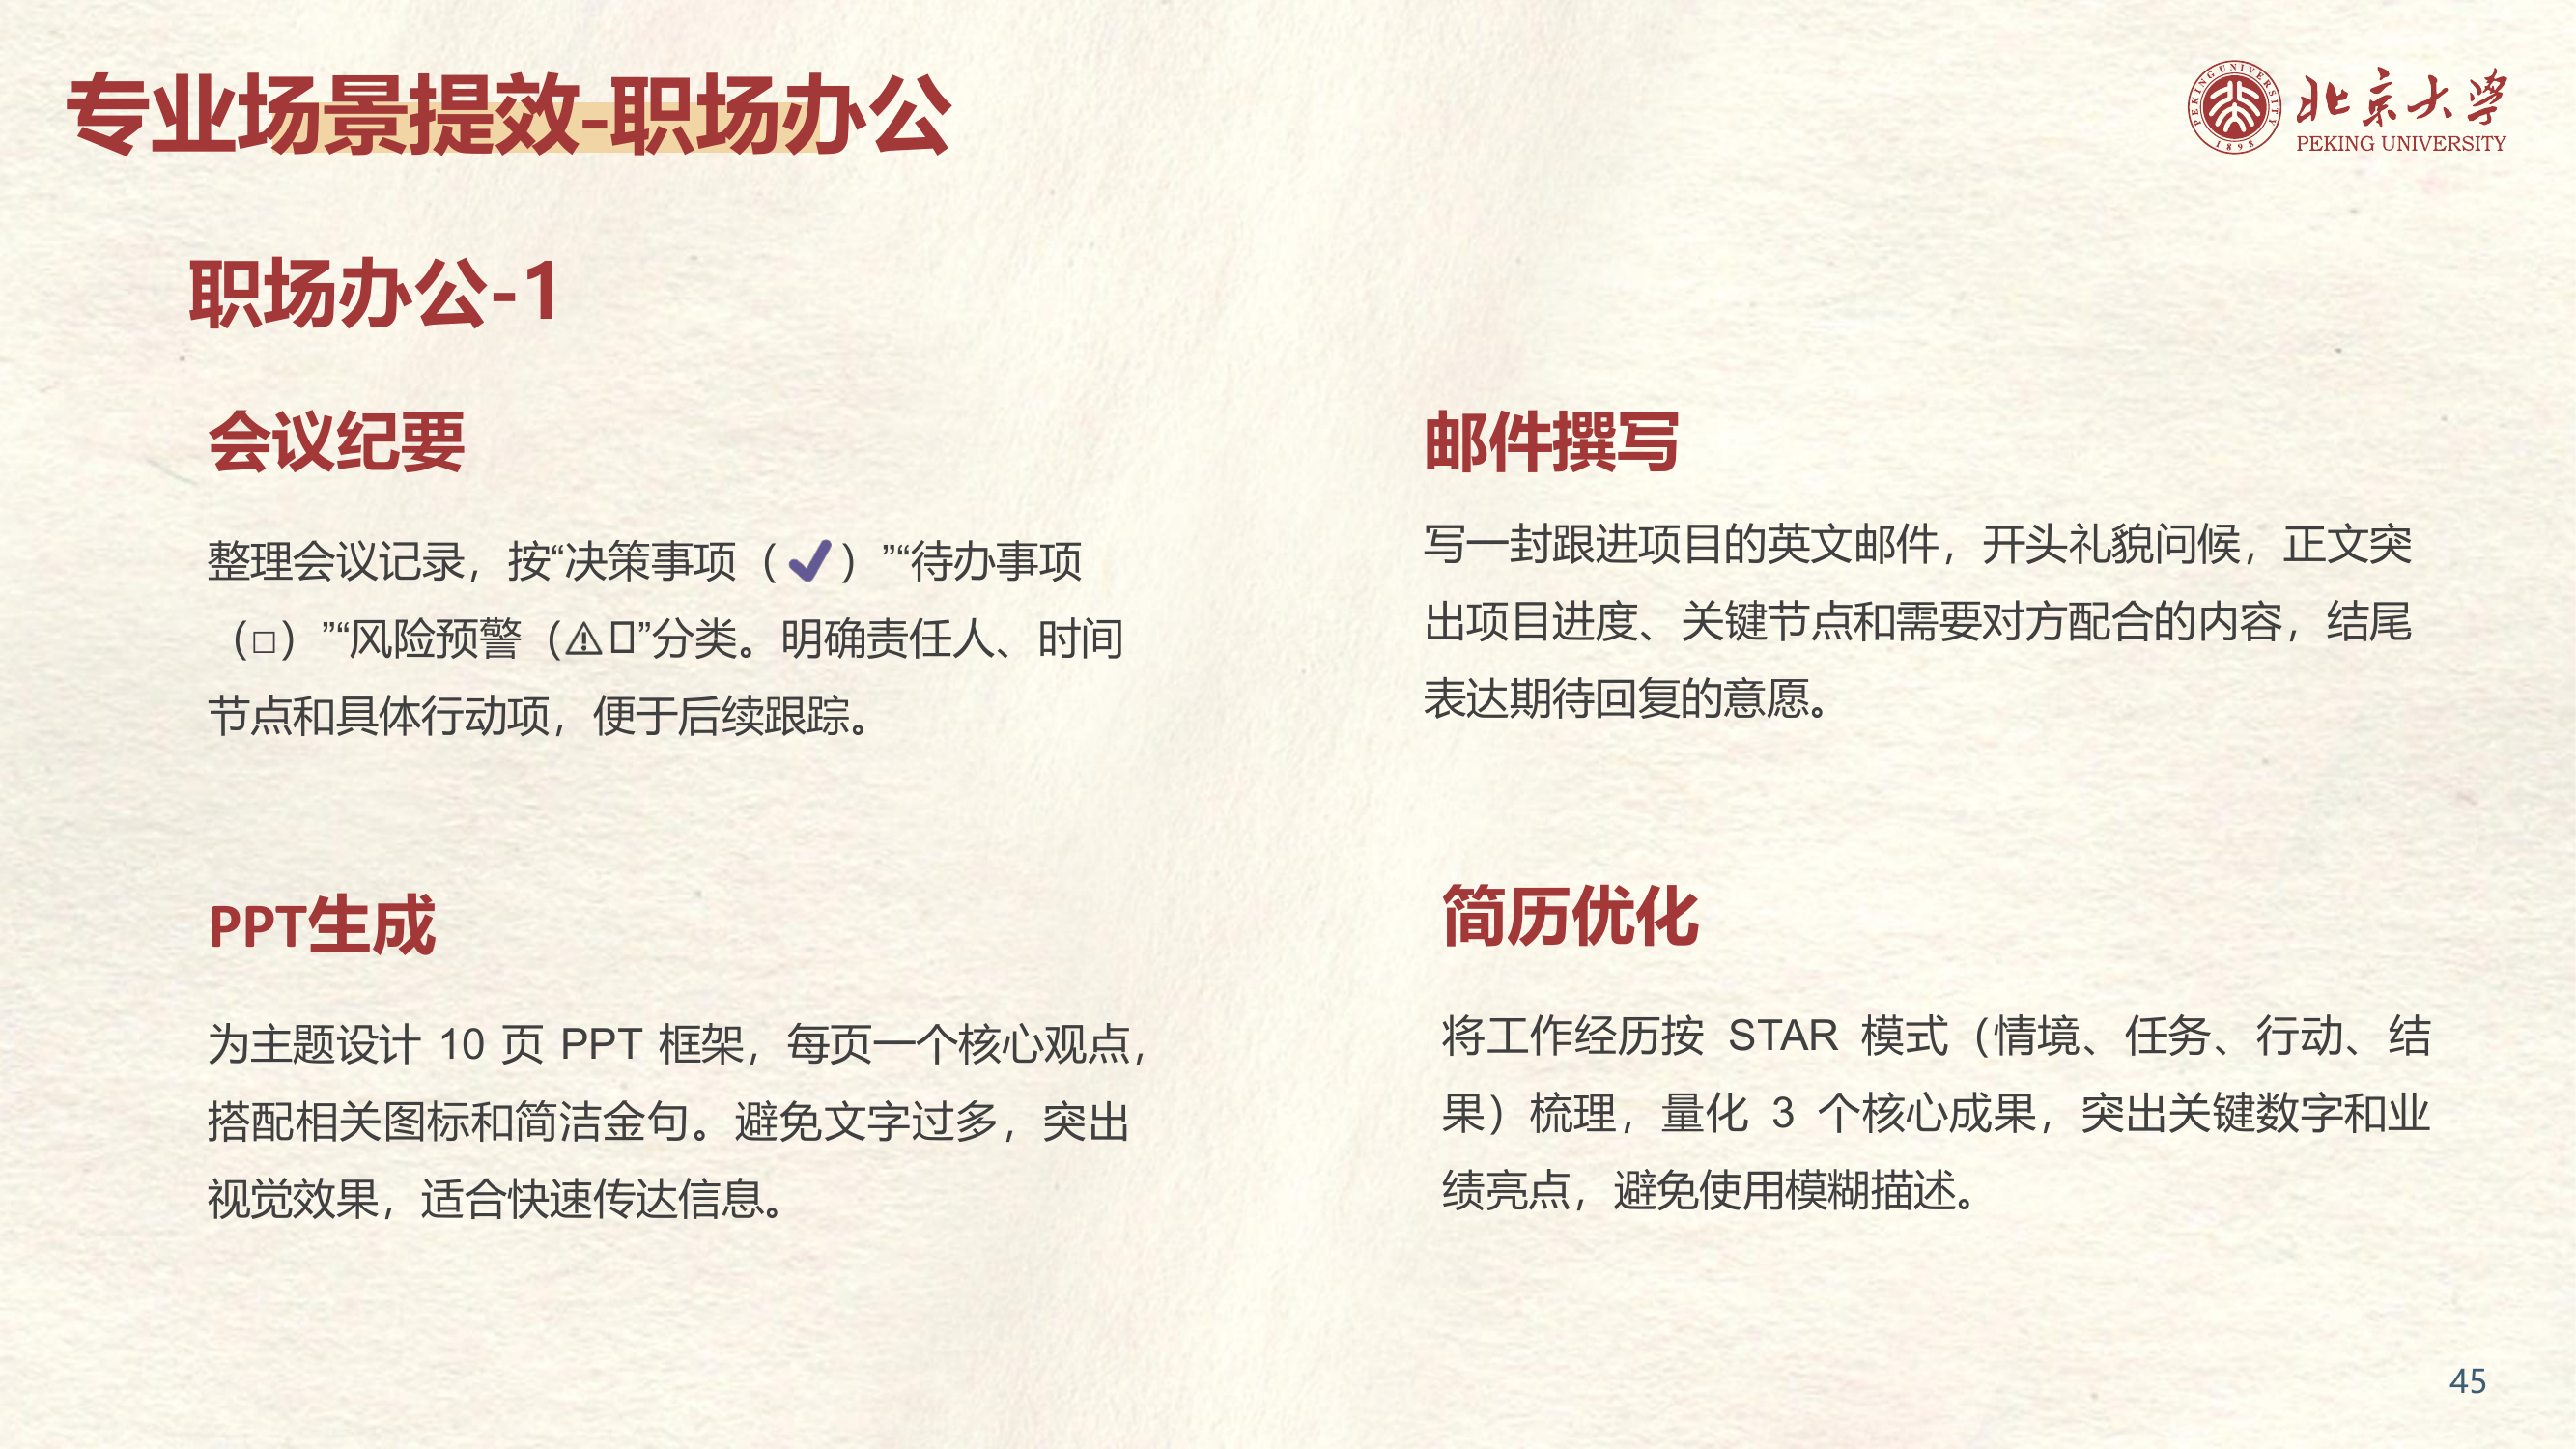 专业场景提效-职场办公
PEKING UNIVERSITY
1898
北京大学
PEKING UNIVERSITY
职场办公-1
会议纪要
整理会议记录，按“决策事项（✔）”“待办事项
（□）”“风险预警（⚠▯”分类。明确责任人、时间
节点和具体行动项，便于后续跟踪。
邮件撰写
写一封跟进项目的英文邮件，开头礼貌问候，正文突
出项目进度、关键节点和需要对方配合的内容，结尾
表达期待回复的意愿。
PPT生成
为主题设计 10 页 PPT 框架，每页一个核心观点，
搭配相关图标和简洁金句。避免文字过多，突出
视觉效果，适合快速传达信息。
简历优化
将工作经历按 STAR 模式（情境、任务、行动、结
果）梳理，量化 3 个核心成果，突出关键数字和业
绩亮点，避免使用模糊描述。
45